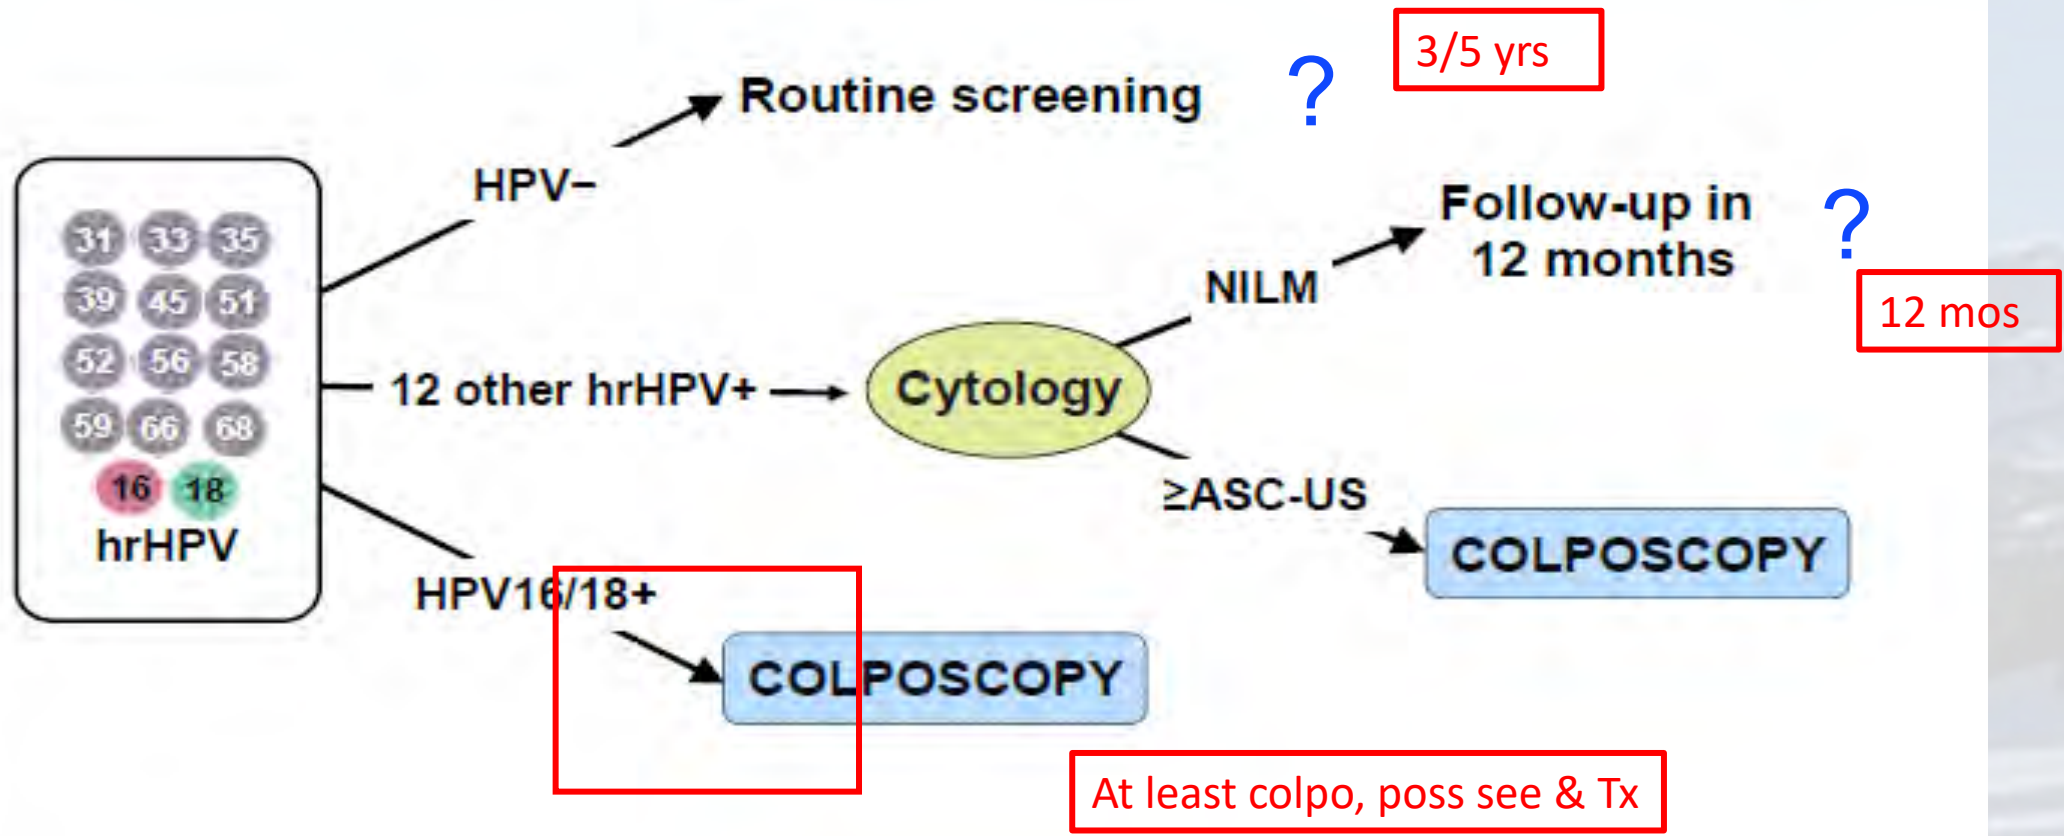 3/5 yrs
Routine screening ?
HPV–
31 33 35
39 45 51
52 56 58
59 66 68
16 18
hrHPV
Follow-up in
12 months
?
12 mos
NILM
12 other hrHPV+
Cytology
≥ASC-US
COLPOSCOPY
HPV16/18+
COLPOSCOPY
At least colpo, poss see & Tx